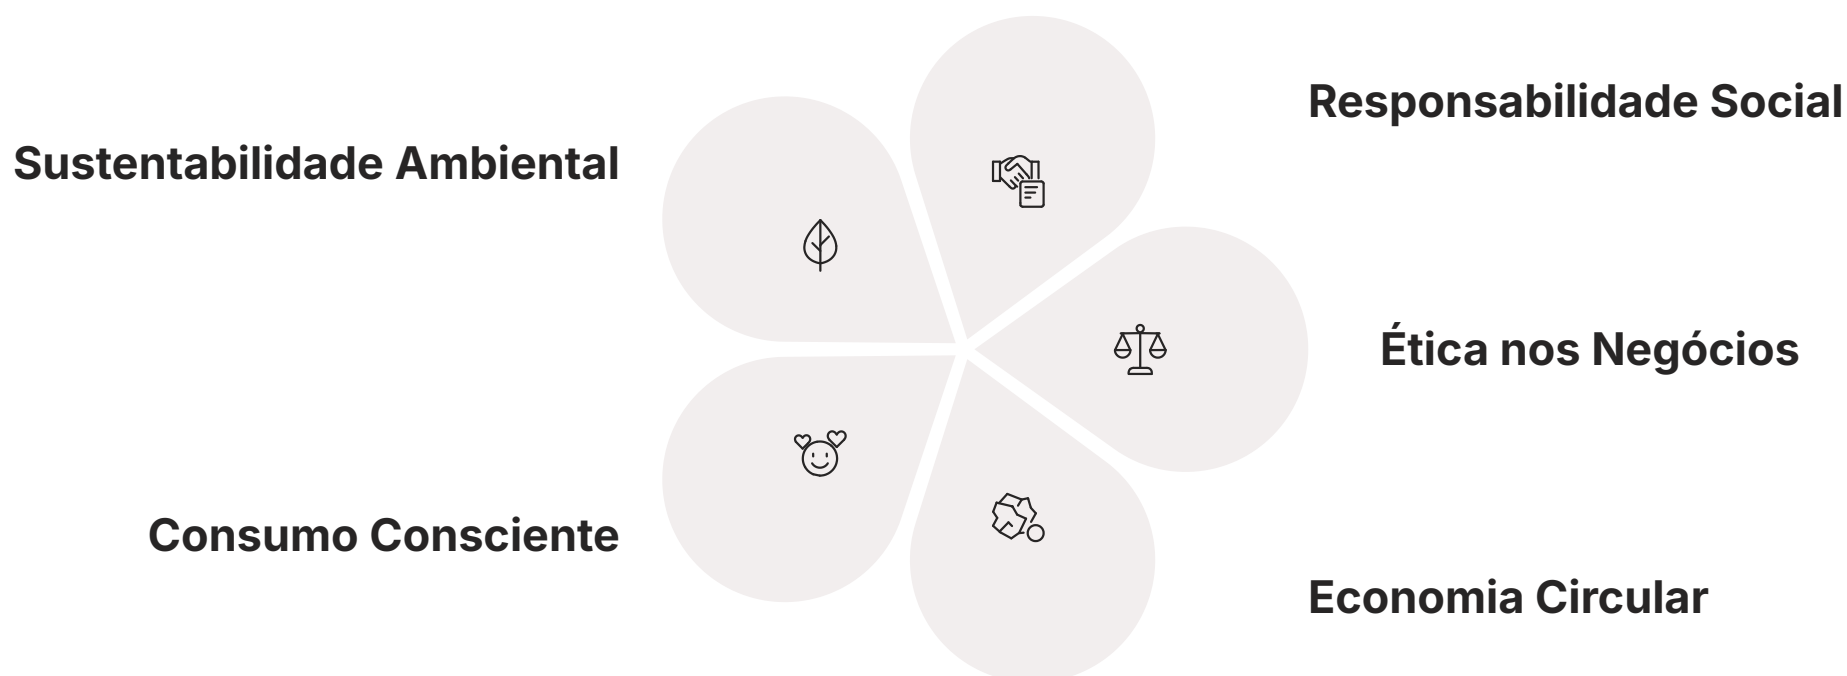 Responsabilidade Social
Sustentabilidade Ambiental
Ética nos Negócios
Consumo Consciente
Economia Circular